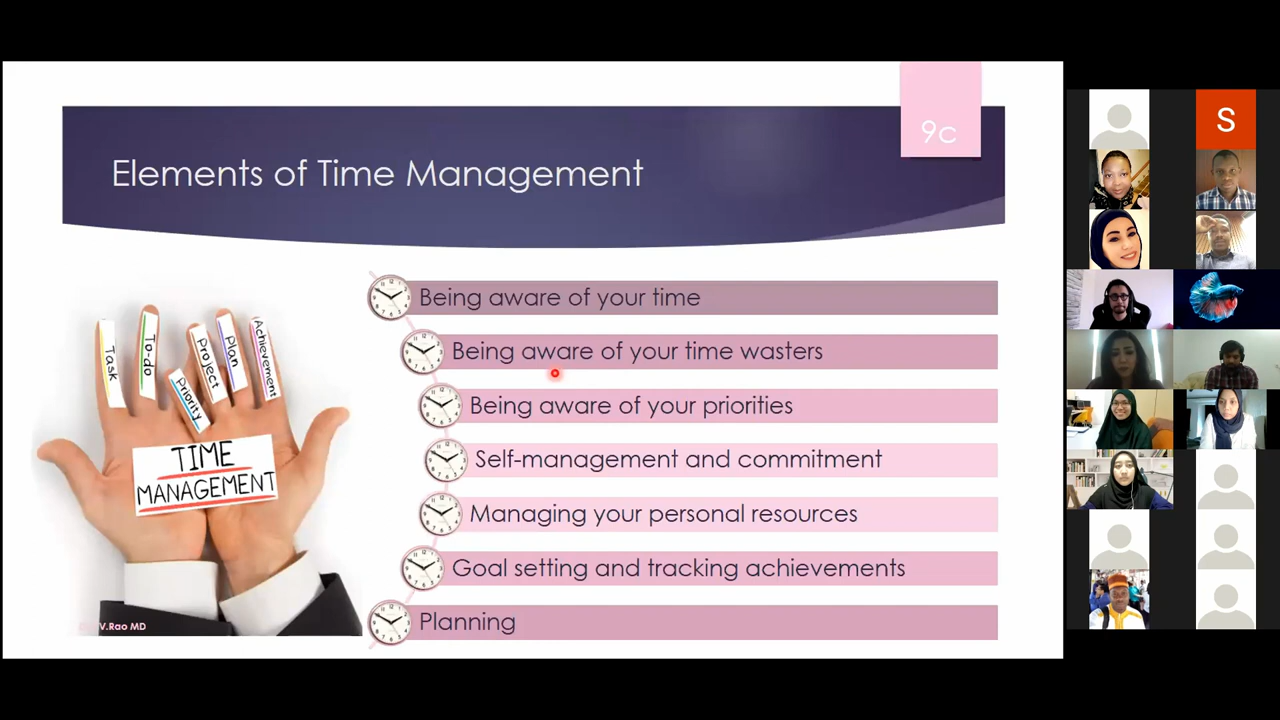 9c
Elements of Time Management
Being aware of your time
Being aware of your time wasters
Being aware of your priorities
Self-management and commitment
Managing your personal resources
Goal setting and tracking achievements
Planning
Task
To-do
Priority
Project
Plan
Achievement
TIME
MANAGEMENT
V.Rao MD
S